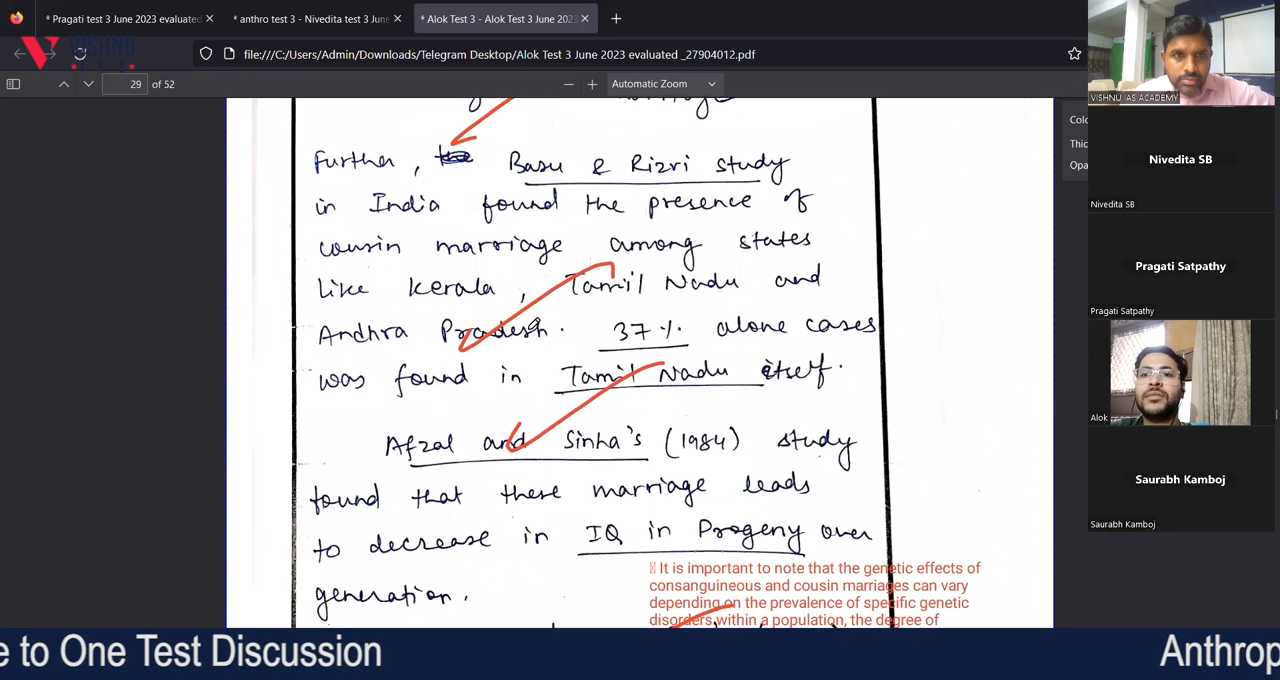 * Pragati test 3 June 2023 evaluated
* anthro test 3 - Nivedita test 3 June
* Alok Test 3 - Alok Test 3 June 2023
VISHNU
IAS
file:///C:/Users/Admin/Downloads/Telegram Desktop/Alok Test 3 June 2023 evaluated _27904012.pdf
29 of 52
Automatic Zoom
Further, Basu & Rizri study
in India found the presence of
cousin marriage among states
like Kerala, Tamil Nadu and
Andhra Pradesh. 37% alone cases
was found in Tamil Nadu itself.
Afzal and Sinha's (1984) study
found that these marriage leads
to decrease in IQ in Progeny over
generation.
It is important to note that the genetic effects of
consanguineous and cousin marriages can vary
depending on the prevalence of specific genetic
disorders within a population, the degree of
Colo
Thic
Opa
VISHNU IAS ACADEMY
Nivedita SB
Nivedita SB
Pragati Satpathy
Pragati Satpathy
Alok
Saurabh Kamboj
Saurabh Kamboj
e to One Test Discussion
Anthrop